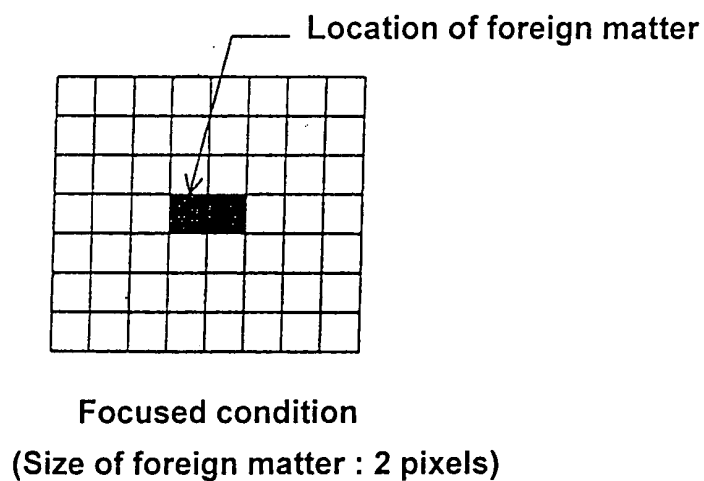 Location of foreign matter
Focused condition
(Size of foreign matter : 2 pixels)